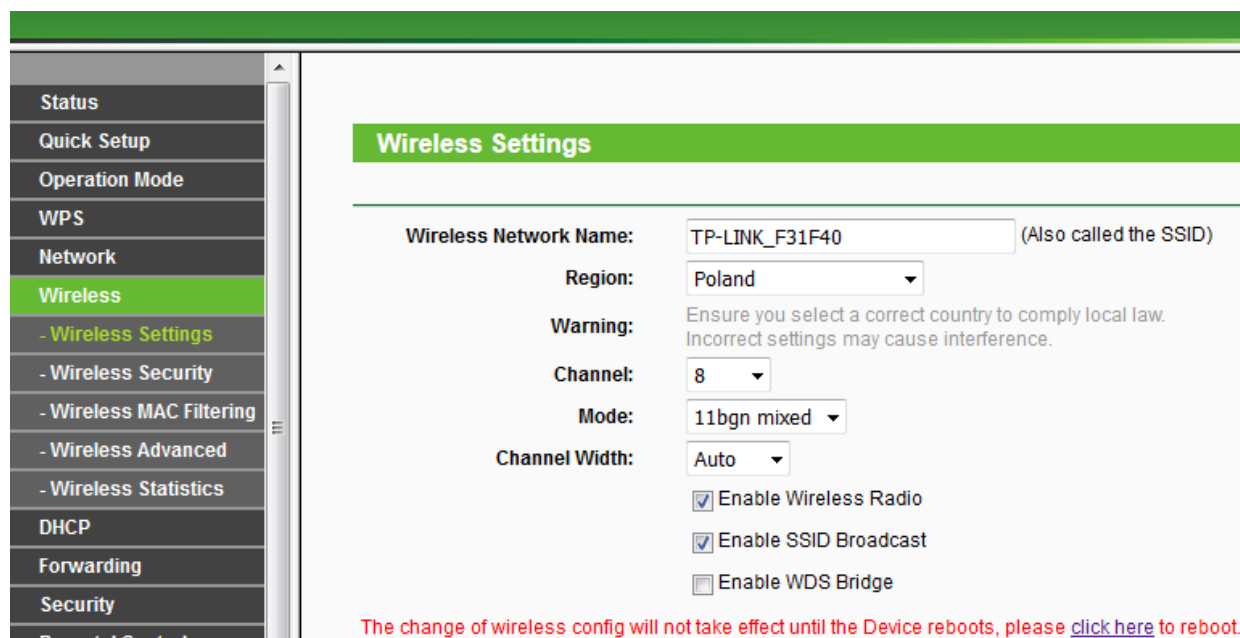 Status
Quick Setup
Operation Mode
WPS
Network
Wireless
- Wireless Settings
- Wireless Security
- Wireless MAC Filtering
- Wireless Advanced
- Wireless Statistics
DHCP
Forwarding
Security
Wireless Settings
Wireless Network Name: TP-LINK_F31F40 (Also called the SSID)
Region: Poland
Warning: Ensure you select a correct country to comply local law.
Incorrect settings may cause interference.
Channel: 8
Mode: 11bgn mixed
Channel Width: Auto
Enable Wireless Radio
Enable SSID Broadcast
Enable WDS Bridge
The change of wireless config will not take effect until the Device reboots, please click here to reboot.